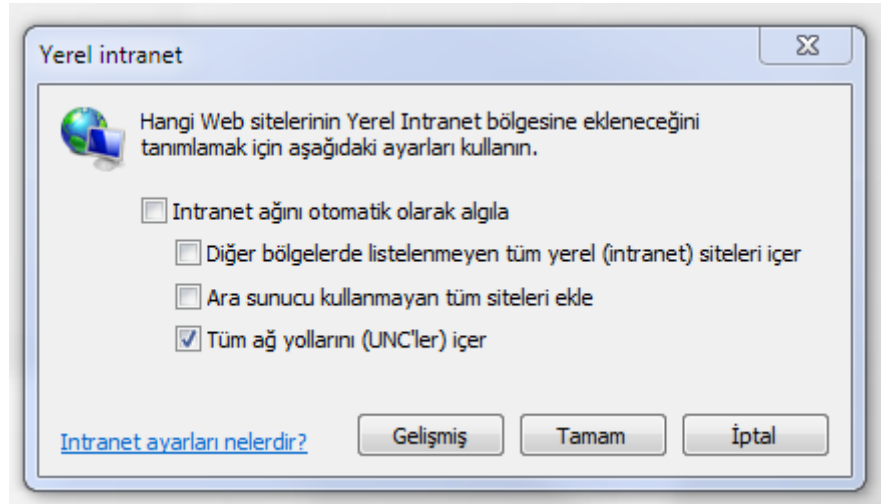 Yerel intranet
Hangi Web sitelerinin Yerel Intranet bölgesine ekleneceğini
tanımlamak için aşağıdaki ayarları kullanın.
Intranet ağını otomatik olarak algıla
Diğer bölgelerde listelenmeyen tüm yerel (intranet) siteleri içer
Ara sunucu kullanmayan tüm siteleri ekle
Tüm ağ yollarını (UNC'ler) içer
Intranet ayarları nelerdir?
Gelişmiş
Tamam
İptal